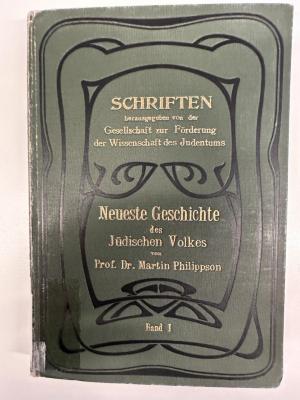 SCHRIFTEN
herausgegeben von der
Gesellschaft zur Förderung
der Wissenschaft des Judentums
Neueste Geschichte
des
Jüdischen Volkes
von
Prof. Dr. Martin Philippson
Band I